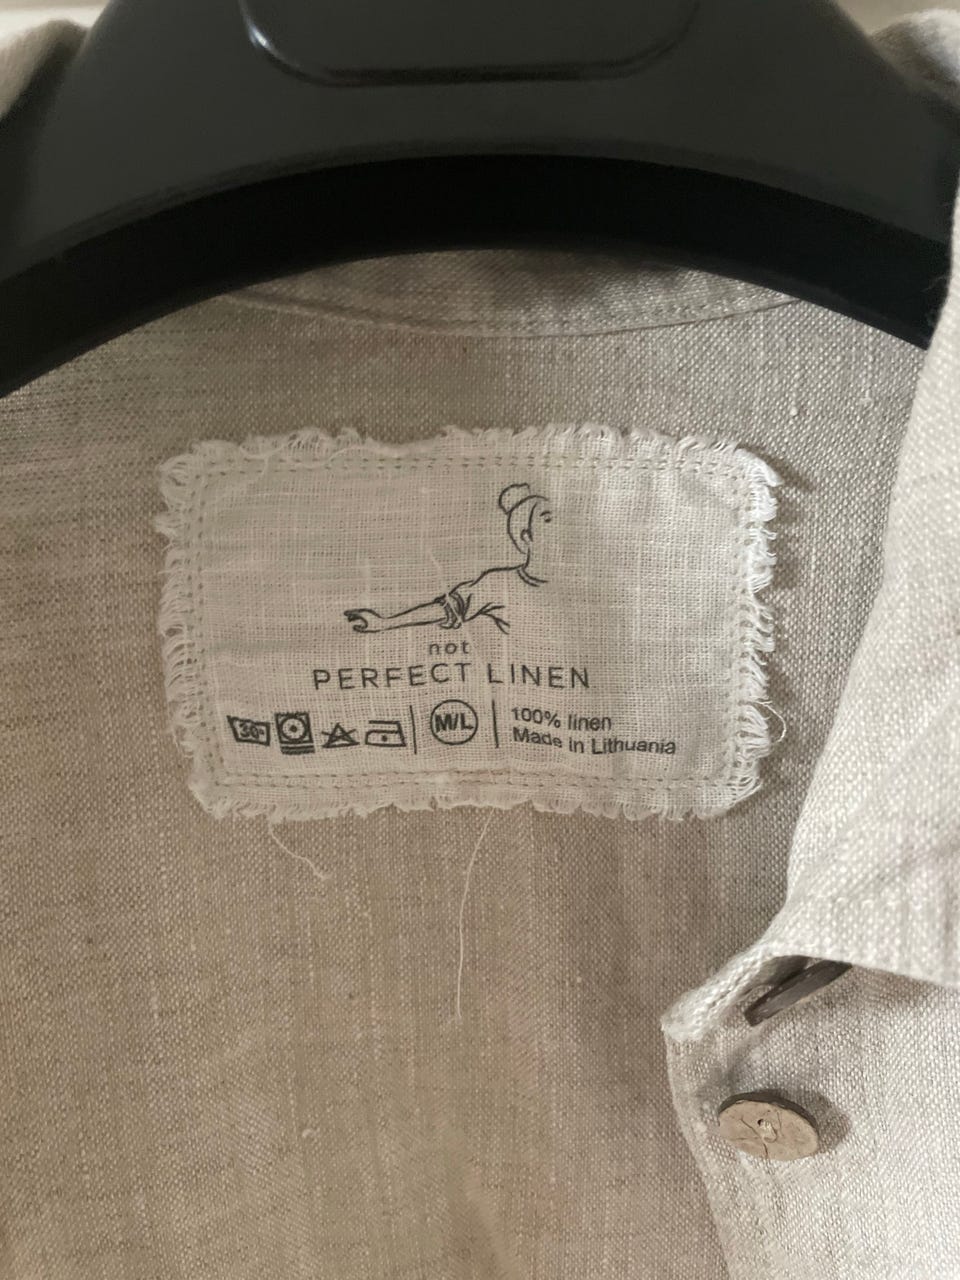 not
PERFECT LINEN
30°
M/L
100% linen
Made in Lithuania